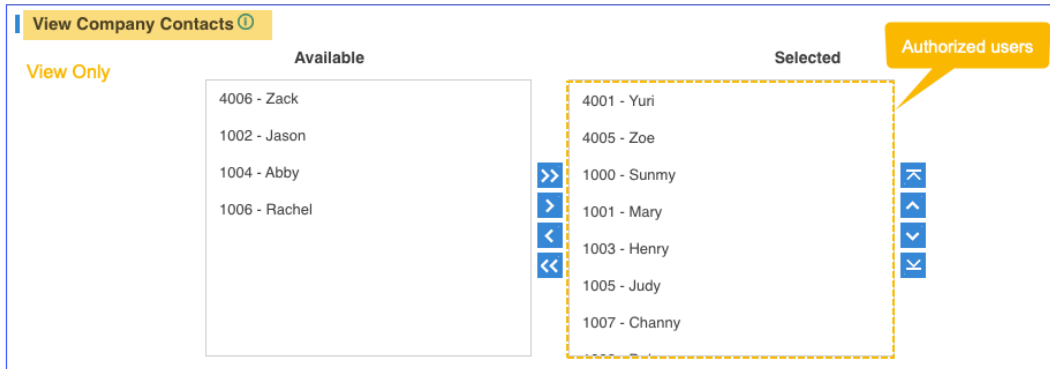 View Company Contacts
View Only
Available
Selected
Authorized users
4006 - Zack
1002 - Jason
1004 - Abby
1006 - Rachel
4001 - Yuri
4005 - Zoe
1000 - Sunmy
1001 - Mary
1003 - Henry
1005 - Judy
1007 - Channy